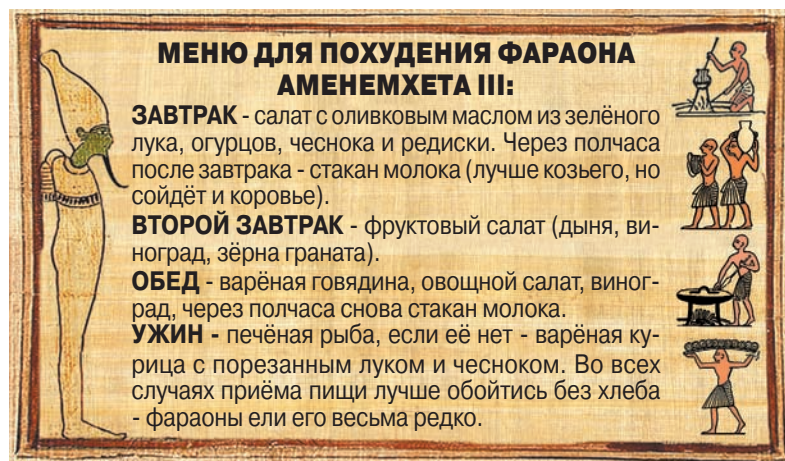 МЕНЮ ДЛЯ ПОХУДЕНИЯ ФАРАОНА
АМЕНЕМХЕТА III:
ЗАВТРАК - салат с оливковым маслом из зелёного
лука, огурцов, чеснока и редиски. Через полчаса
после завтрака - стакан молока (лучше козьего, но
сойдёт и коровье).
ВТОРОЙ ЗАВТРАК - фруктовый салат (дыня, ви-
ноград, зёрна граната).
ОБЕД - варёная говядина, овощной салат, виног-
рад, через полчаса снова стакан молока.
УЖИН - печёная рыба, если её нет - варёная ку-
рица с порезанным луком и чесноком. Во всех
случаях приёма пищи лучше обойтись без хлеба
- фараоны ели его весьма редко.